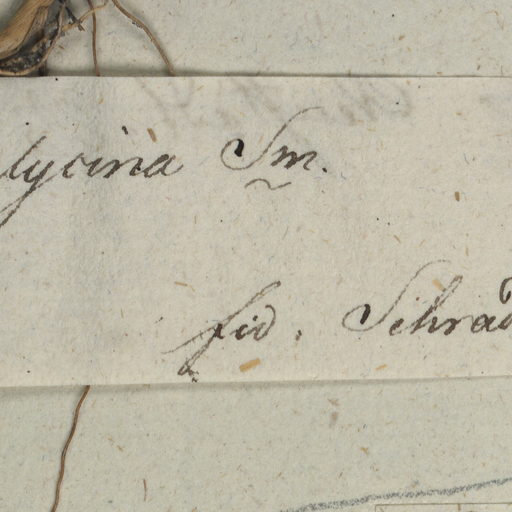 lycina Sm.
fid. Schrad